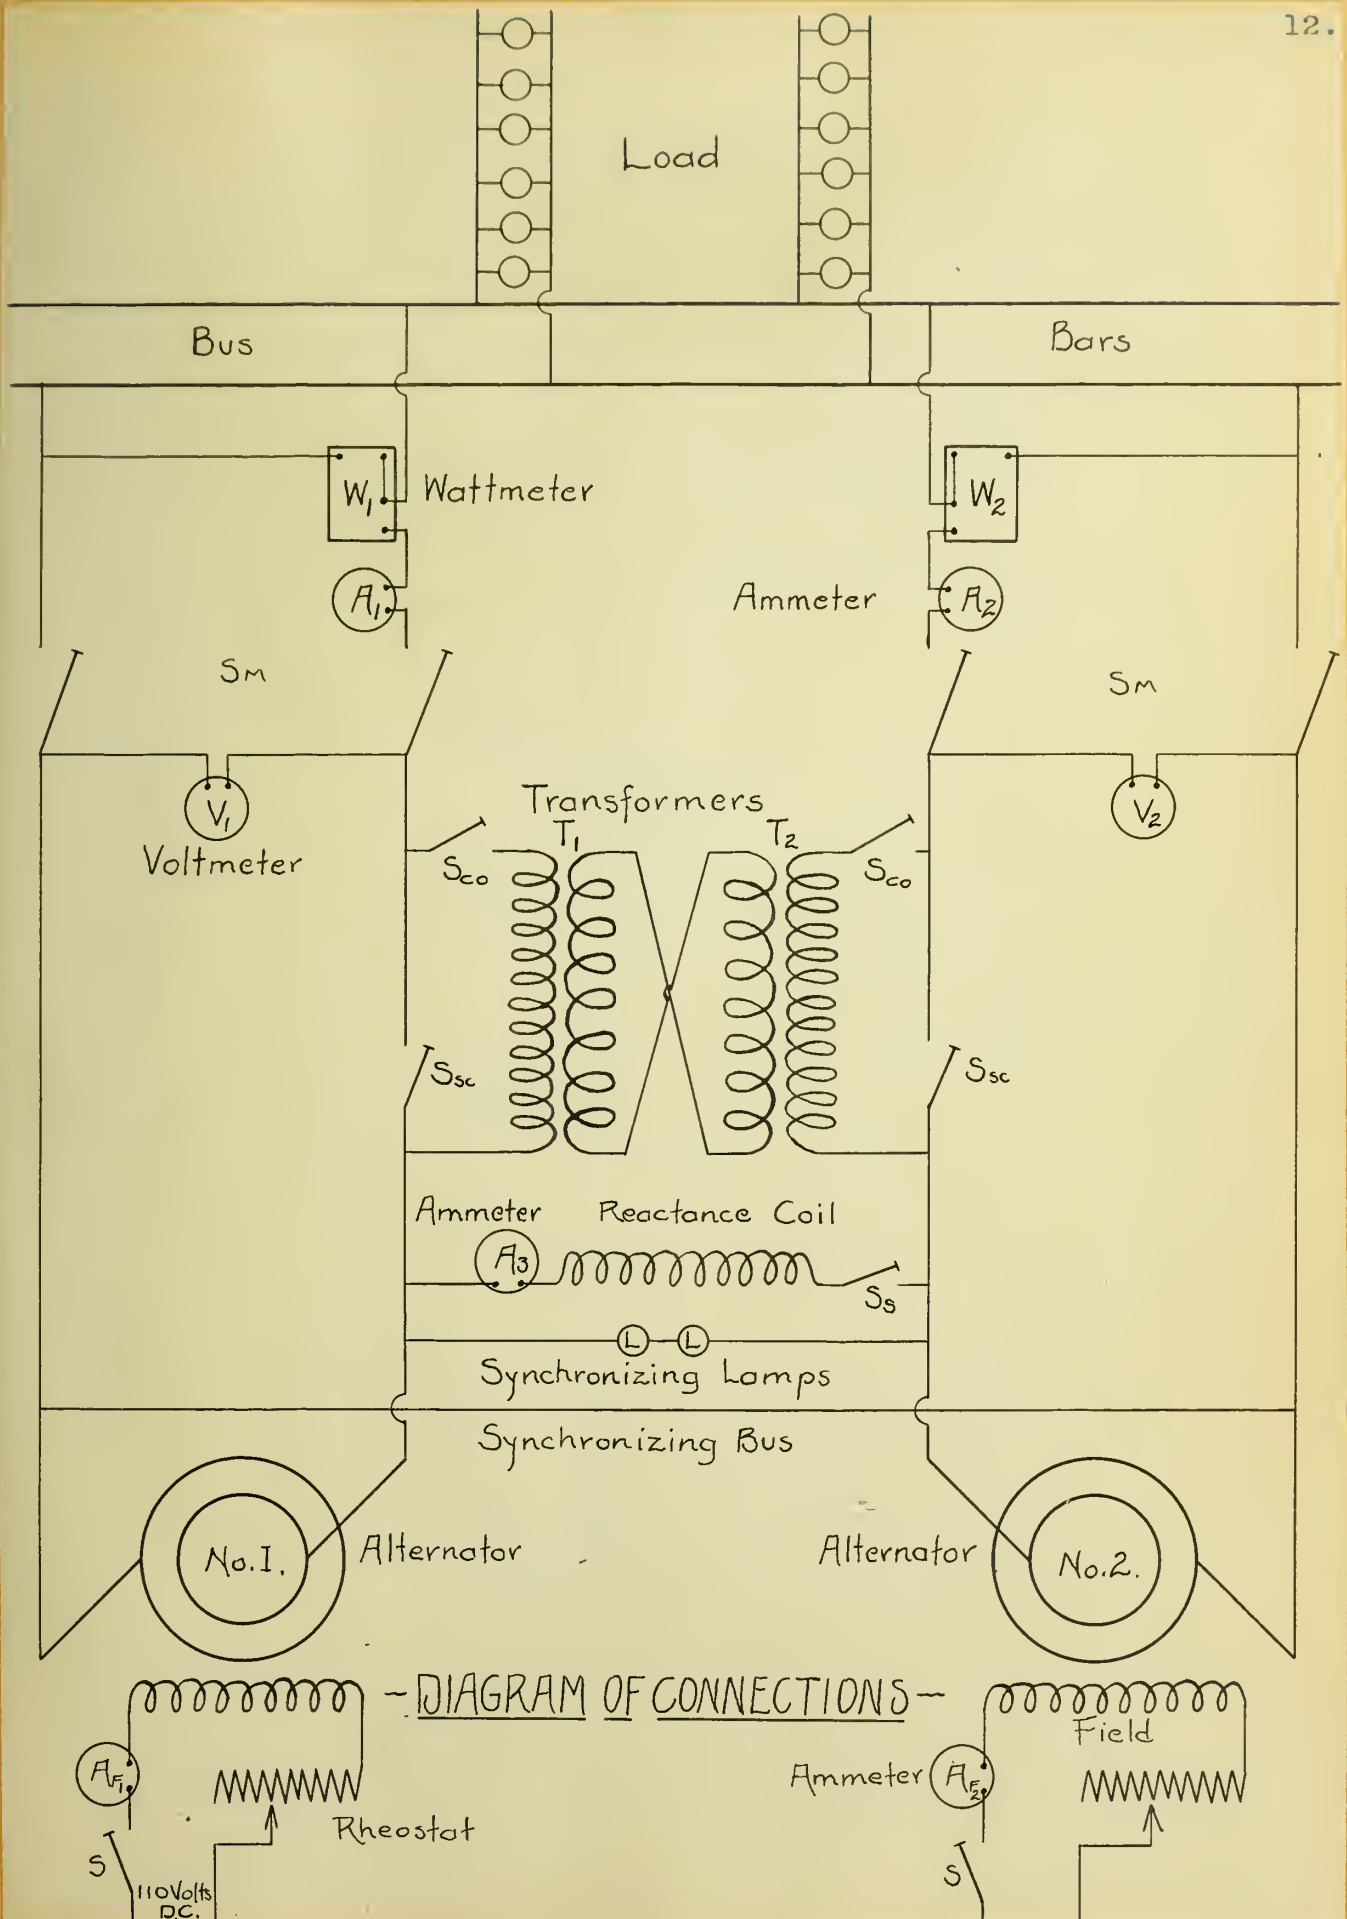 12.
Load
Bus
Bars
W1
Wattmeter
W2
A1
Ammeter
A2
SM
SM
V1
Voltmeter
V2
Transformers
T1
T2
Sco
Sco
Ssc
Ssc
Ammeter
Reactance Coil
A3
Ss
L
L
Synchronizing Lamps
Synchronizing Bus
No.1.
Alternator
Alternator
No.2.
-DIAGRAM OF CONNECTIONS-
Field
AF1
Ammeter
AF2
Rheostat
S
S
110Volts
D.C.